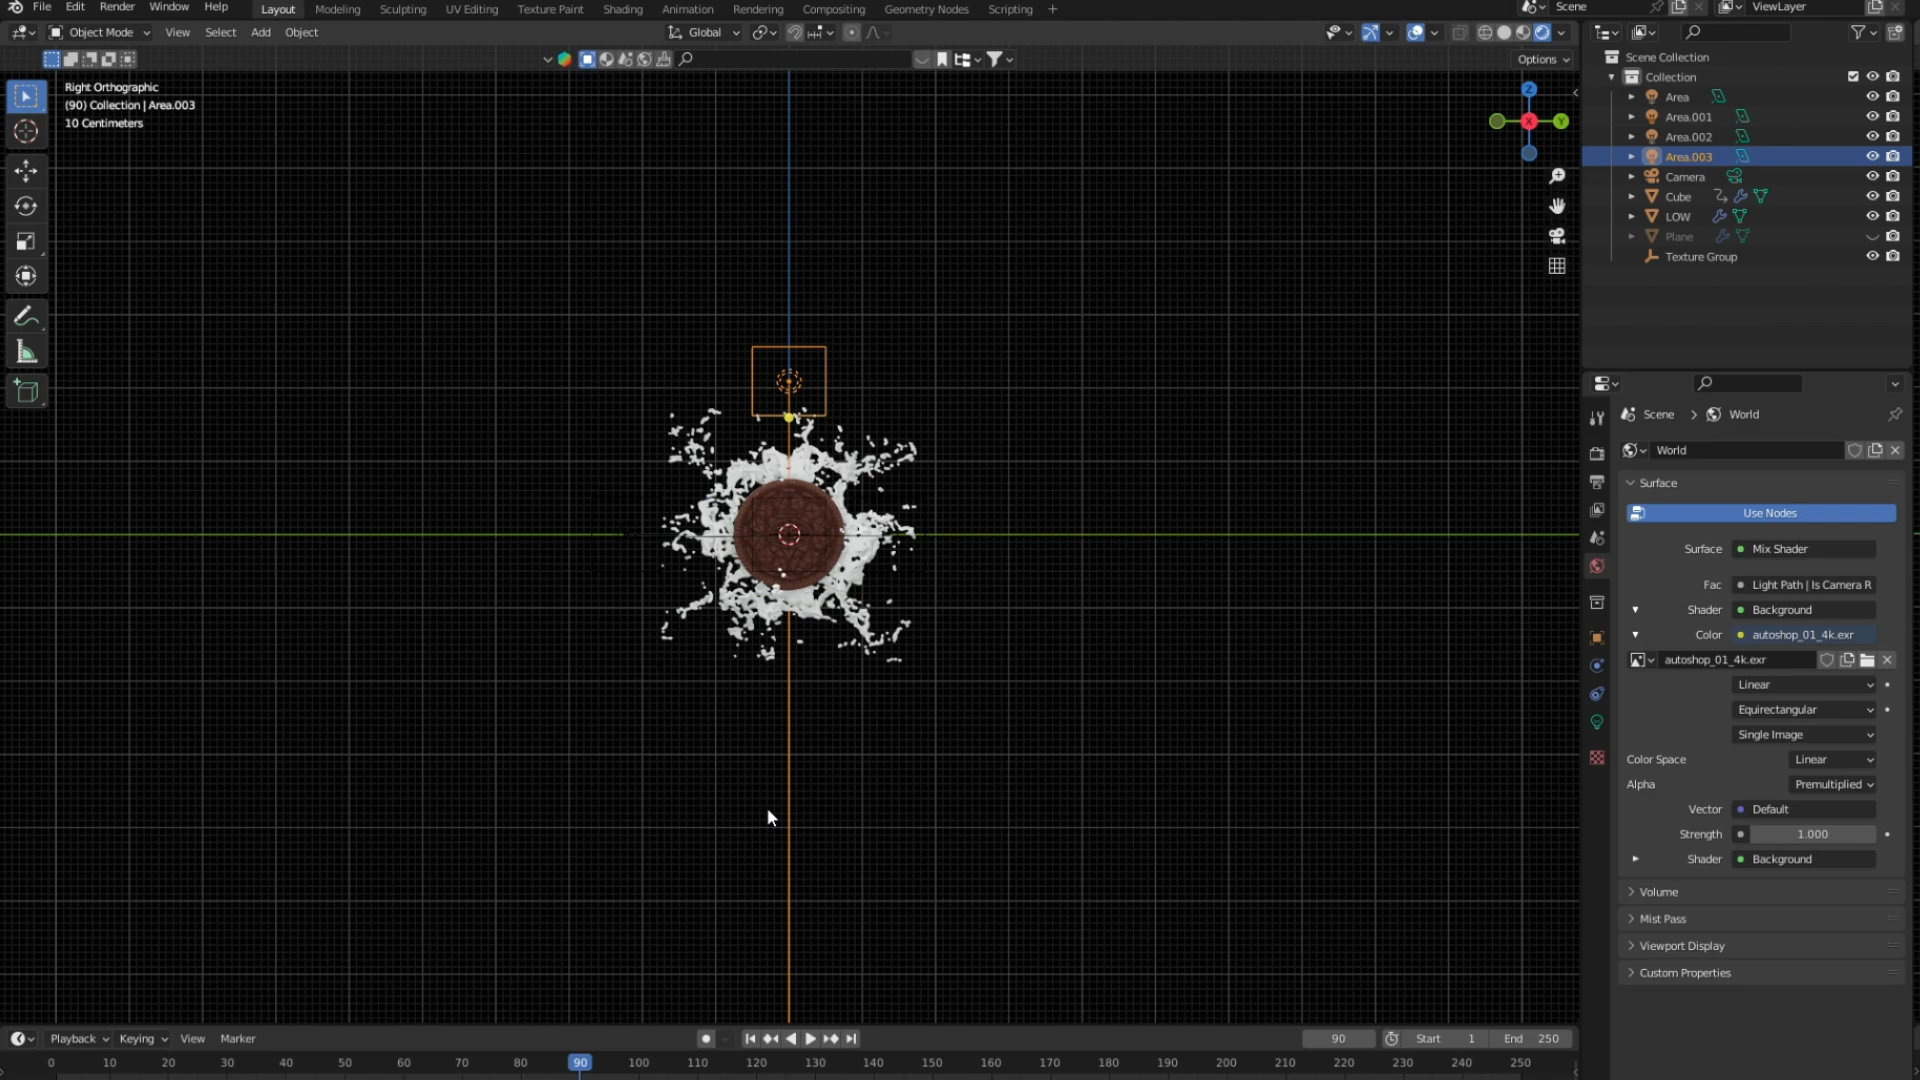 File Edit Render Window Help Layout Modeling Sculpting UV Editing Texture Paint Shading Animation Rendering Compositing Geometry Nodes Scripting + Scene ViewLayer
Object Mode View Select Add Object Global
Options
Right Orthographic
(90) Collection | Area.003
10 Centimeters
Z
X
Y
Scene Collection
Collection
Area
Area.001
Area.002
Area.003
Camera
Cube
LOW
Plane
Texture Group
Scene > World
World
Surface
Use Nodes
Surface Mix Shader
Fac Light Path | Is Camera R
Shader Background
Color autoshop_01_4k.exr
autoshop_01_4k.exr
Linear
Equirectangular
Single Image
Color Space Linear
Alpha Premultiplied
Vector Default
Strength 1.000
Shader Background
Volume
Mist Pass
Viewport Display
Custom Properties
Playback Keying View Marker 90 Start 1 End 250
0 10 20 30 40 50 60 70 80 90 100 110 120 130 140 150 160 170 180 190 200 210 220 230 240 250